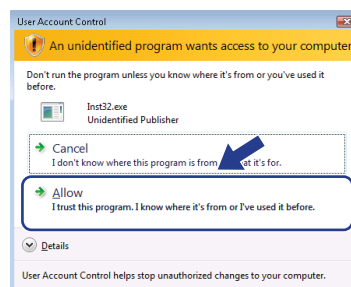 User Account Control
An unidentified program wants access to your computer
Don't run the program unless you know where it's from or you've used it
before.
Inst32.exe
Unidentified Publisher
Cancel
I don't know where this program is from at it's for.
Allow
I trust this program. I know where it's from or I've used it before.
Details
User Account Control helps stop unauthorized changes to your computer.